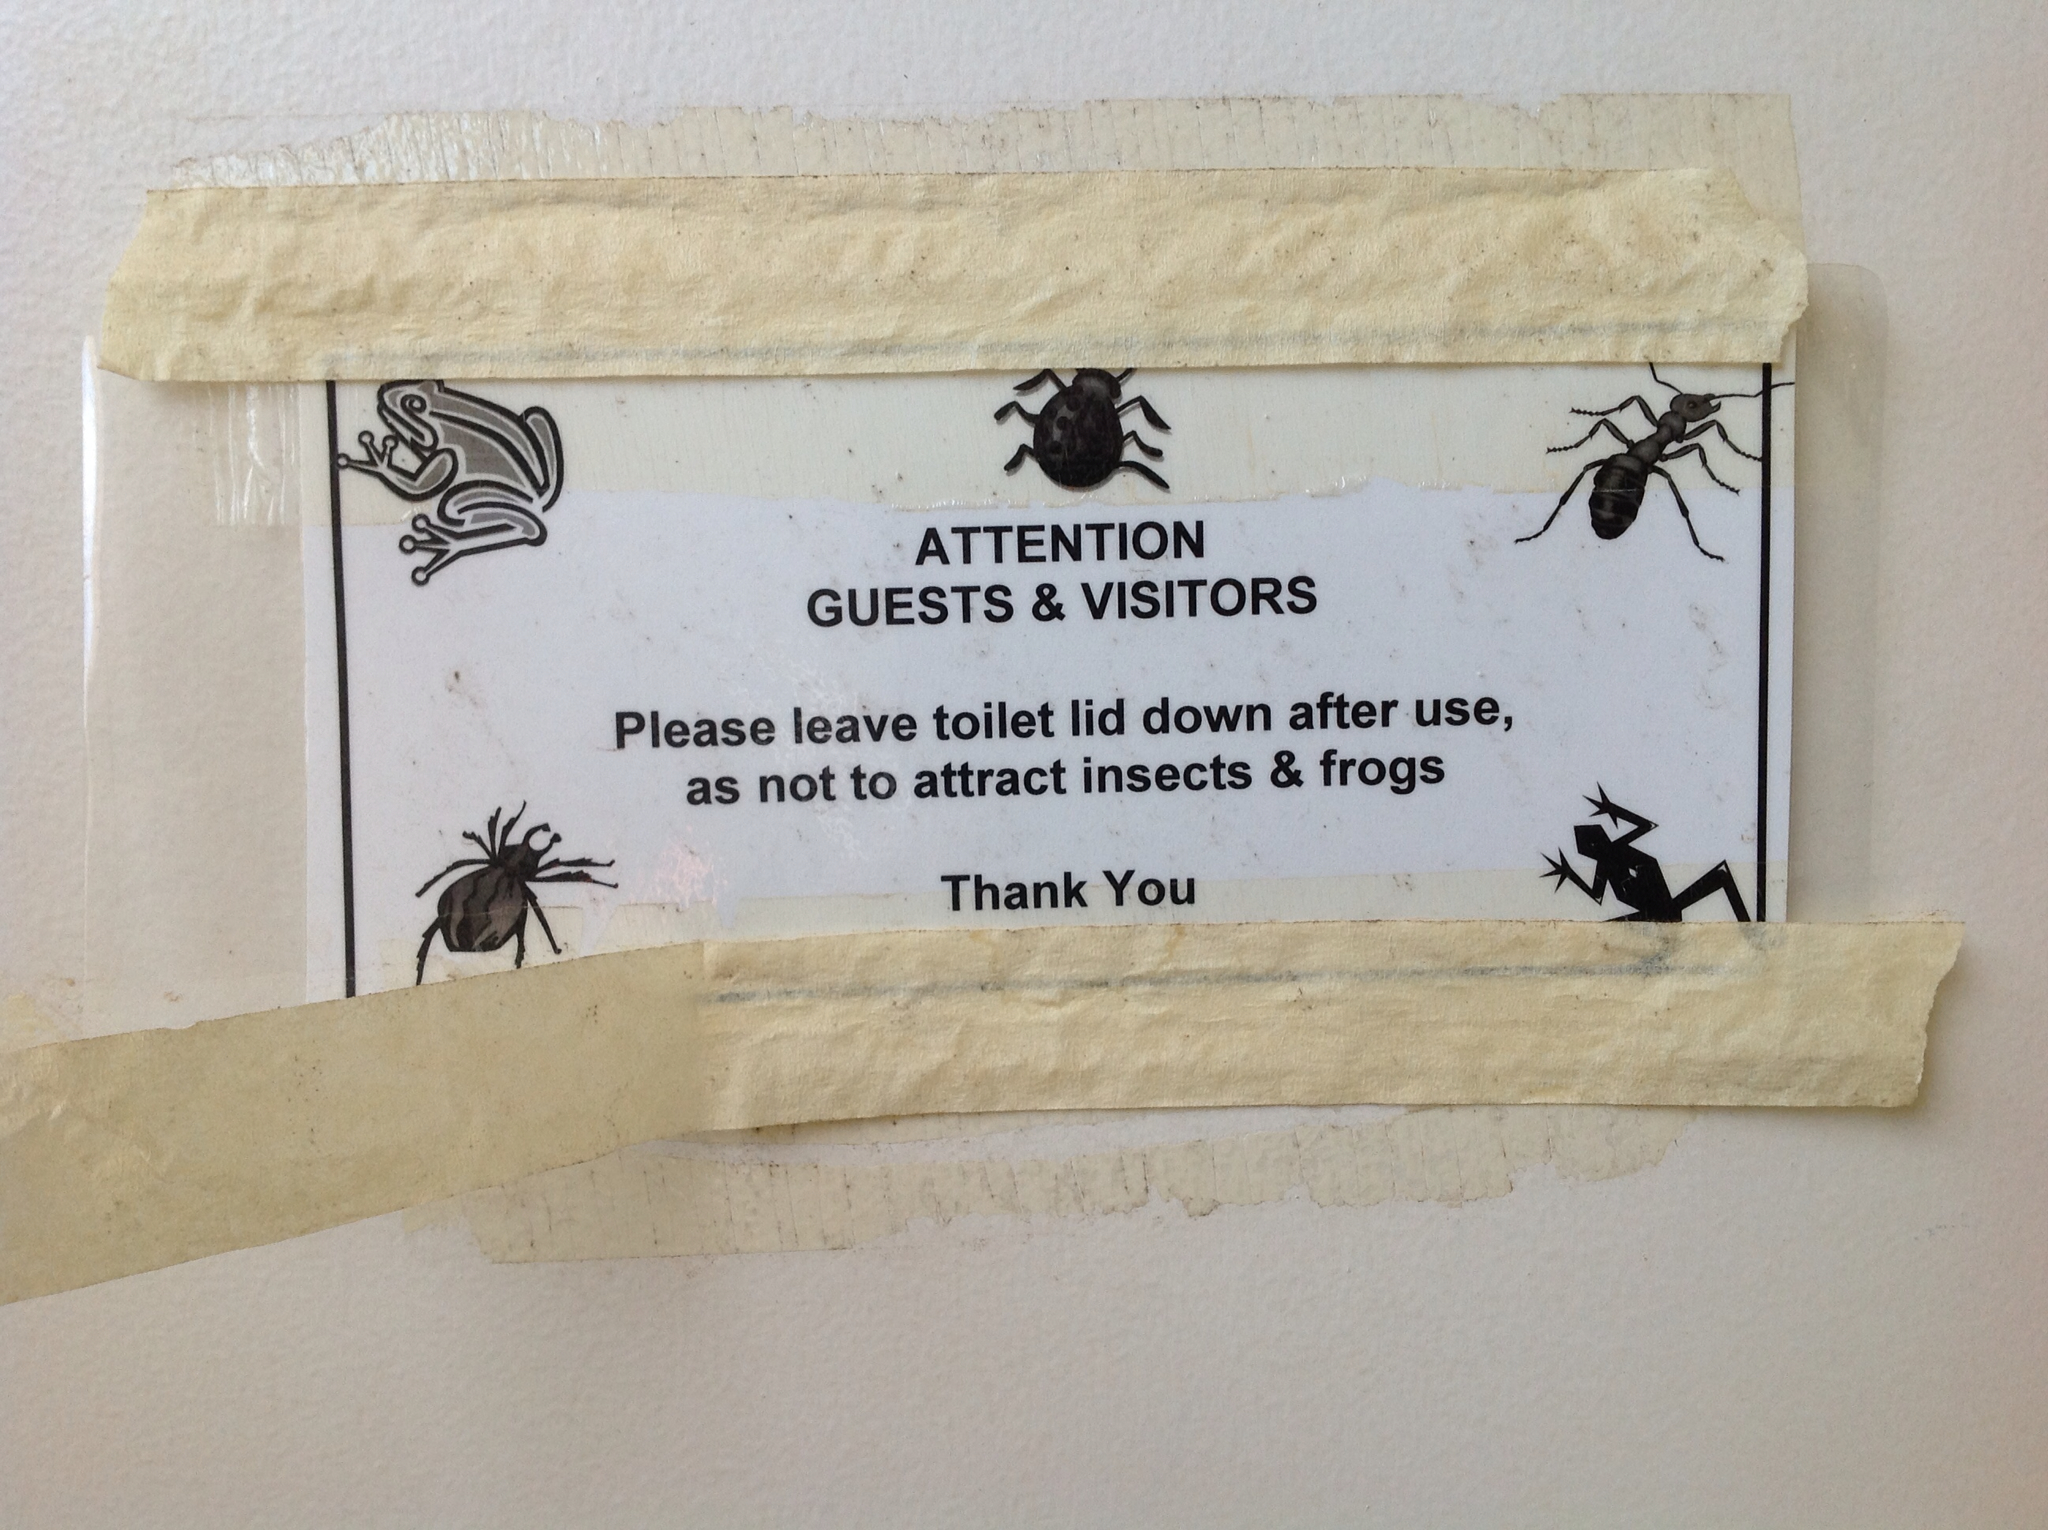 ATTENTION
GUESTS & VISITORS
Please leave toilet lid down after use,
as not to attract insects & frogs
Thank You